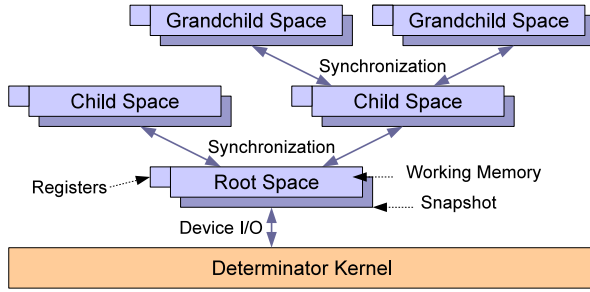 Grandchild Space
Grandchild Space
Synchronization
Child Space
Child Space
Synchronization
Registers
Root Space
Working Memory
Snapshot
Device I/O
Determinator Kernel